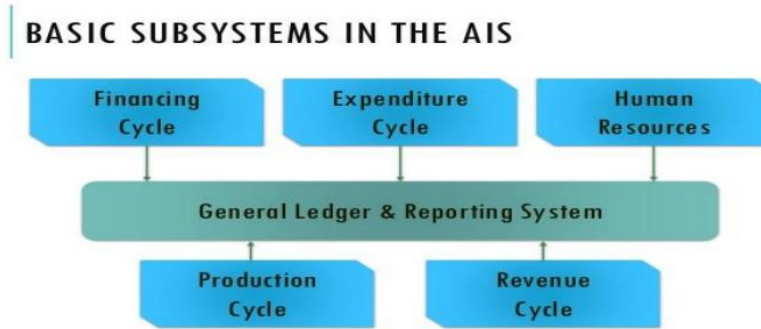 BASIC SUBSYSTEMS IN THE AIS
Financing
Cycle
Expenditure
Cycle
Human
Resources
General Ledger & Reporting System
Production
Cycle
Revenue
Cycle